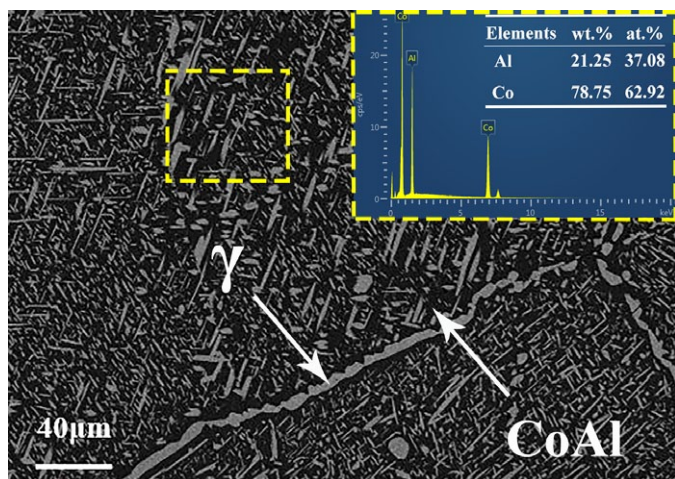 Co
Elements wt.% at.%
Al 21.25 37.08
Co 78.75 62.92
Al
Co
cps/eV
20
10
0
0 5 10 15 keV
γ
CoAl
40μm